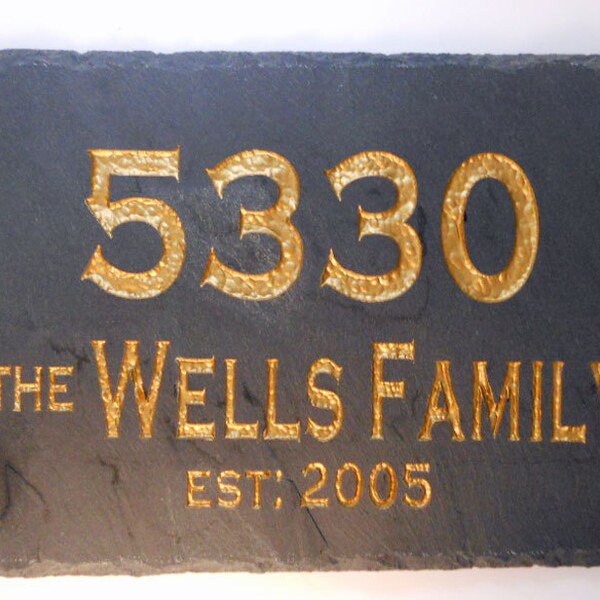 5330
THE WELLS FAMILY
EST: 2005